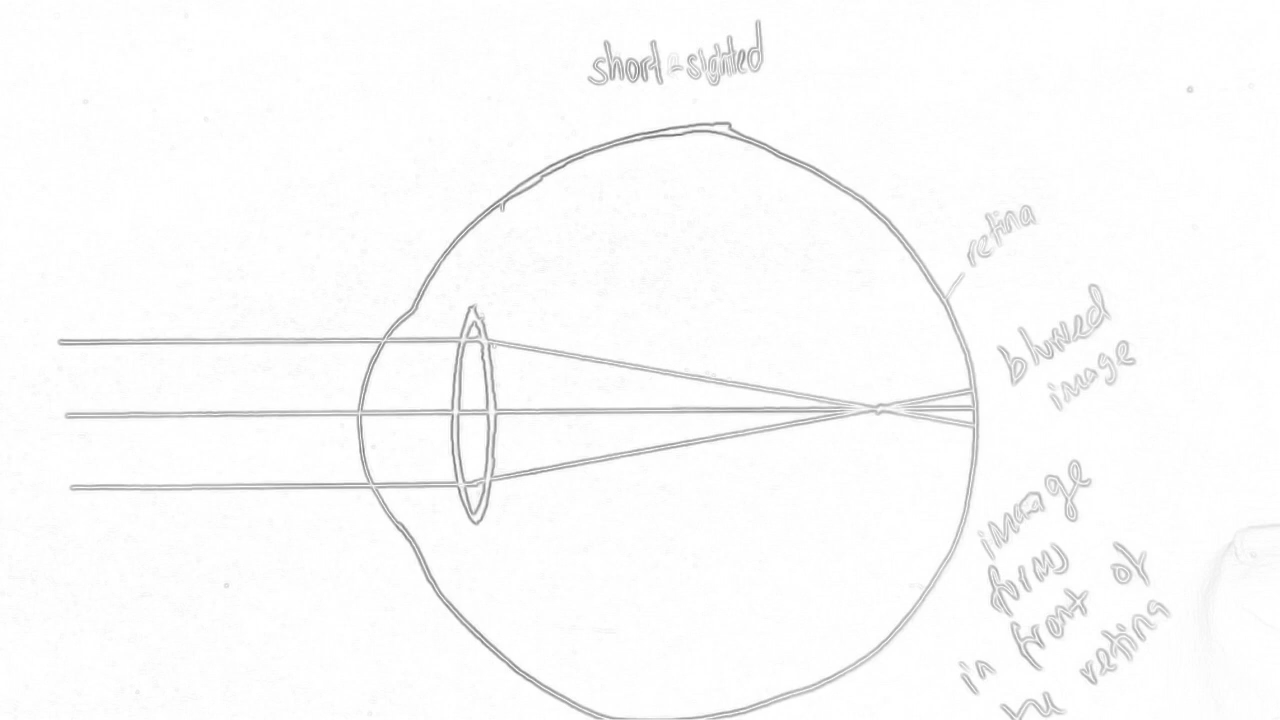 short-sighted
retina
blurred
image
image
forms
in front of
the retina